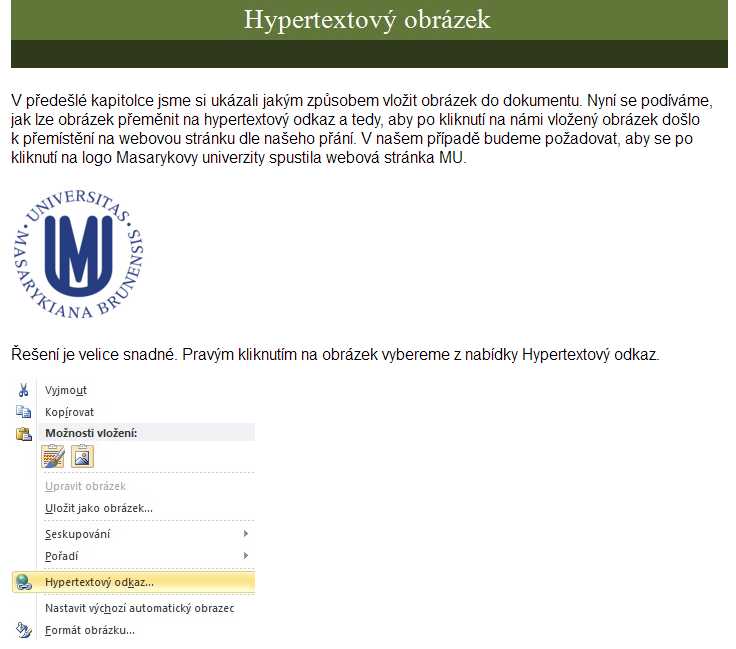 Hypertextový obrázek
V předešlé kapitolce jsme si ukázali jakým způsobem vložit obrázek do dokumentu. Nyní se podíváme,
jak lze obrázek přeměnit na hypertextový odkaz a tedy, aby po kliknutí na námi vložený obrázek došlo
k přemístění na webovou stránku dle našeho přání. V našem případě budeme požadovat, aby se po
kliknutí na logo Masarykovy univerzity spustila webová stránka MU.
· UNIVERSITAS · MASARYKIANA BRUNENSIS
MU
Řešení je velice snadné. Pravým kliknutím na obrázek vybereme z nabídky Hypertextový odkaz.
Vyjmout
Kopírovat
Možnosti vložení:
Upravit obrázek
Uložit jako obrázek...
Seskupování
Pořadí
Hypertextový odkaz...
Nastavit výchozí automatický obrazec
Formát obrázku...